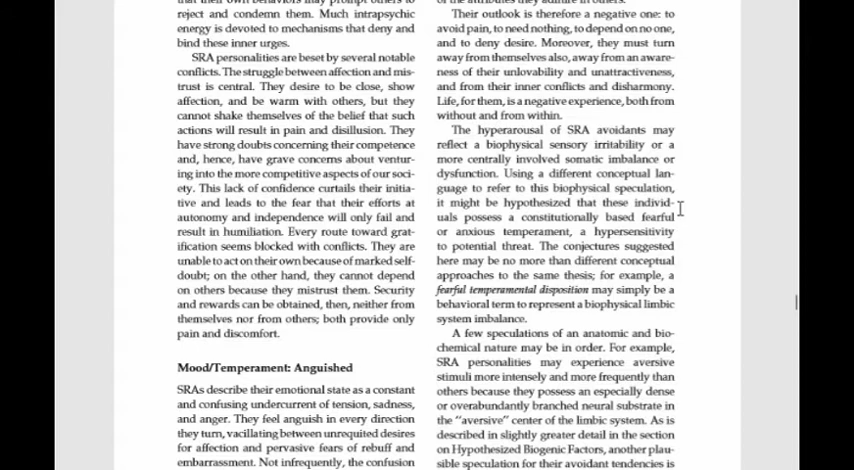 that their own behaviors may prompt others to
reject and condemn them. Much intrapsychic
energy is devoted to mechanisms that deny and
bind these inner urges.
SRA personalities are beset by several notable
conflicts. The struggle between affection and mis-
trust is central. They desire to be close, show
affection, and be warm with others, but they
cannot shake themselves of the belief that such
actions will result in pain and disillusion. They
have strong doubts concerning their competence
and, hence, have grave concerns about ventur-
ing into the more competitive aspects of our soci-
ety. This lack of confidence curtails their initia-
tive and leads to the fear that their efforts at
autonomy and independence will only fail and
result in humiliation. Every route toward grat-
ification seems blocked with conflicts. They are
unable to act on their own because of marked self-
doubt; on the other hand, they cannot depend
on others because they mistrust them. Security
and rewards can be obtained, then, neither from
themselves nor from others; both provide only
pain and discomfort.
Mood/Temperament: Anguished
SRAs describe their emotional state as a constant
and confusing undercurrent of tension, sadness,
and anger. They feel anguish in every direction
they turn, vacillating between unrequited desires
for affection and pervasive fears of rebuff and
embarrassment. Not infrequently, the confusion
of the attributes they admire in others.
Their outlook is therefore a negative one: to
avoid pain, to need nothing, to depend on no one,
and to deny desire. Moreover, they must turn
away from themselves also, away from an aware-
ness of their unlovability and unattractiveness,
and from their inner conflicts and disharmony.
Life, for them, is a negative experience, both from
without and from within.
The hyperarousal of SRA avoidants may
reflect a biophysical sensory irritability or a
more centrally involved somatic imbalance or
dysfunction. Using a different conceptual lan-
guage to refer to this biophysical speculation,
it might be hypothesized that these individ-
uals possess a constitutionally based fearful
or anxious temperament, a hypersensitivity
to potential threat. The conjectures suggested
here may be no more than different conceptual
approaches to the same thesis; for example, a
fearful temperamental disposition may simply be a
behavioral term to represent a biophysical limbic
system imbalance.
A few speculations of an anatomic and bio-
chemical nature may be in order. For example,
SRA personalities may experience aversive
stimuli more intensely and more frequently than
others because they possess an especially dense
or overabundantly branched neural substrate in
the “aversive” center of the limbic system. As is
described in slightly greater detail in the section
on Hypothesized Biogenic Factors, another plau-
sible speculation for their avoidant tendencies is